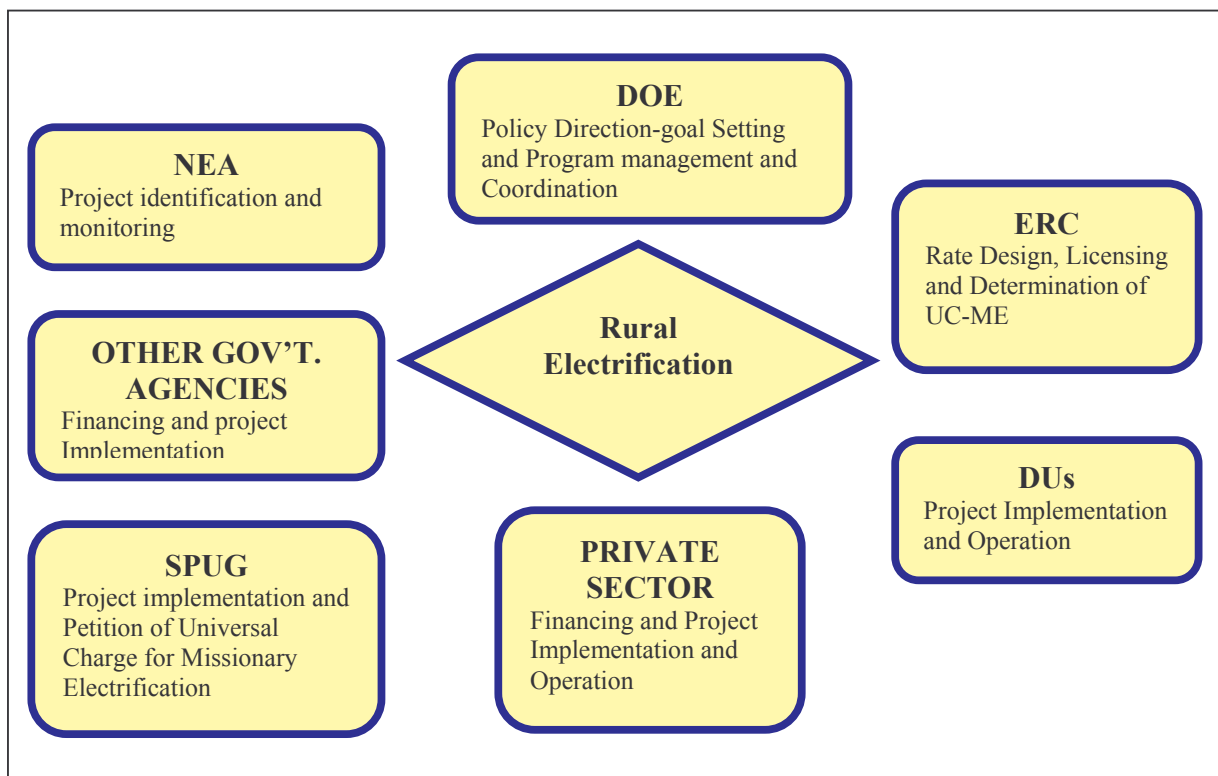 DOE
Policy Direction-goal Setting
and Program management and
Coordination
NEA
Project identification and
monitoring
ERC
Rate Design, Licensing
and Determination of
UC-ME
Rural
Electrification
OTHER GOV’T.
AGENCIES
Financing and project
Implementation
DUs
Project Implementation
and Operation
SPUG
Project implementation and
Petition of Universal
Charge for Missionary
Electrification
PRIVATE
SECTOR
Financing and Project
Implementation and
Operation